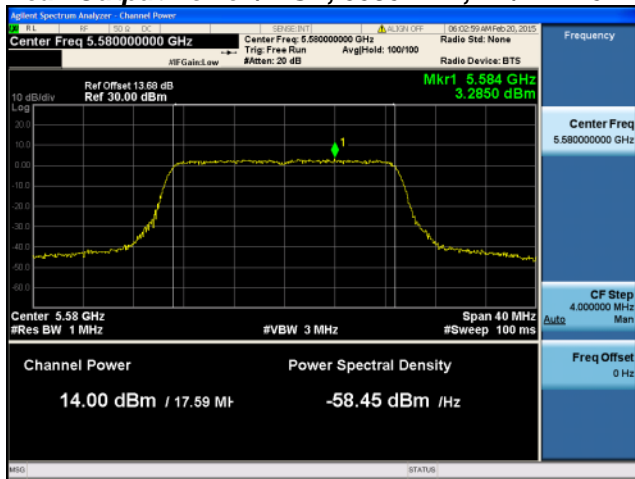 Agilent Spectrum Analyzer - Channel Power
RL RF 50 Ω DC SENSE:INT ALIGN OFF 06:02:59 AM Feb 20, 2015
Center Freq 5.580000000 GHz Center Freq: 5.580000000 GHz Radio Std: None Frequency
Trig: Free Run Avg|Hold: 100/100
#IFGain:Low #Atten: 20 dB Radio Device: BTS
Ref Offset 13.68 dB Mkr1 5.584 GHz
10 dB/div Ref 30.00 dBm 3.2850 dBm
Log
20.0
10.0
0.00
-10.0
-20.0
-30.0
-40.0
-50.0
-60.0
1
Center Freq
5.580000000 GHz
Center 5.58 GHz Span 40 MHz
#Res BW 1 MHz #VBW 3 MHz #Sweep 100 ms
CF Step
4.000000 MHz
Auto Man
Channel Power Power Spectral Density
14.00 dBm / 17.59 MH -58.45 dBm /Hz
Freq Offset
0 Hz
MSG STATUS